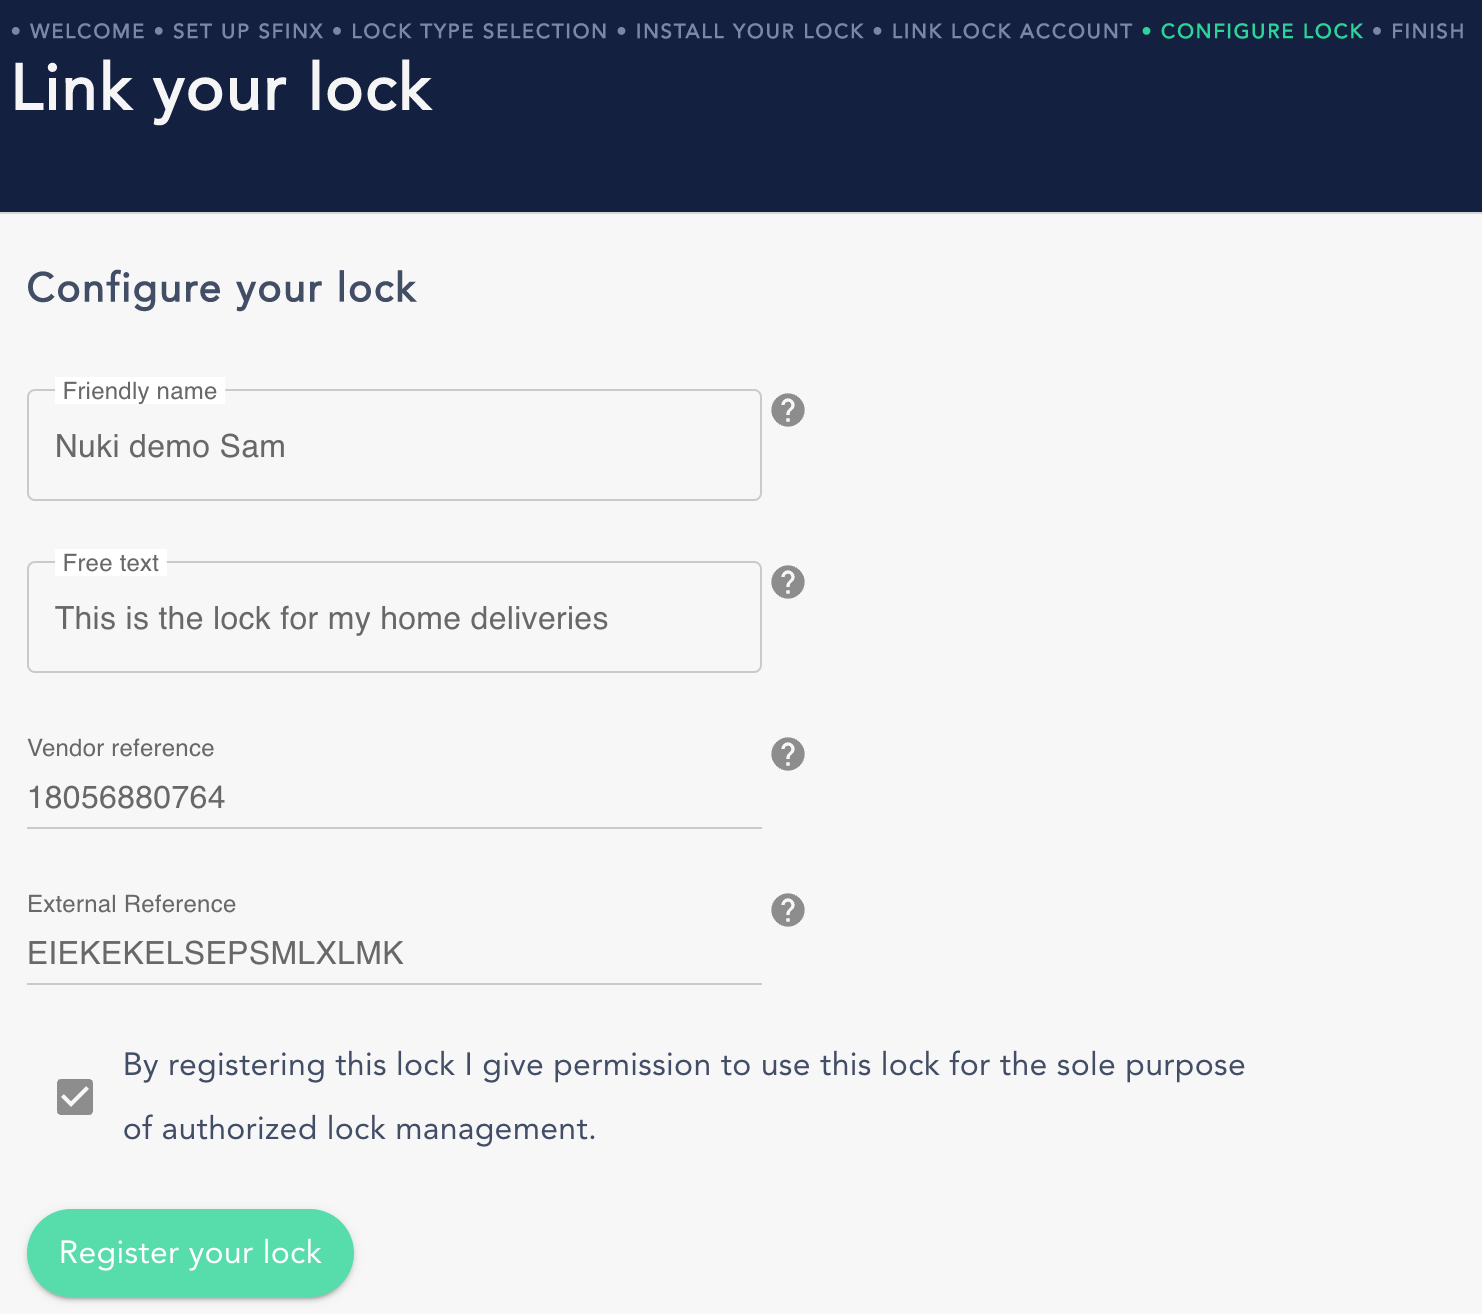 • WELCOME • SET UP SFINX • LOCK TYPE SELECTION • INSTALL YOUR LOCK • LINK LOCK ACCOUNT • CONFIGURE LOCK • FINISH
Link your lock
Configure your lock
Friendly name
?
Nuki demo Sam
Free text
?
This is the lock for my home deliveries
Vendor reference
?
18056880764
External Reference
?
EIEKEKELSEPSMLXLMK
By registering this lock I give permission to use this lock for the sole purpose
of authorized lock management.
Register your lock